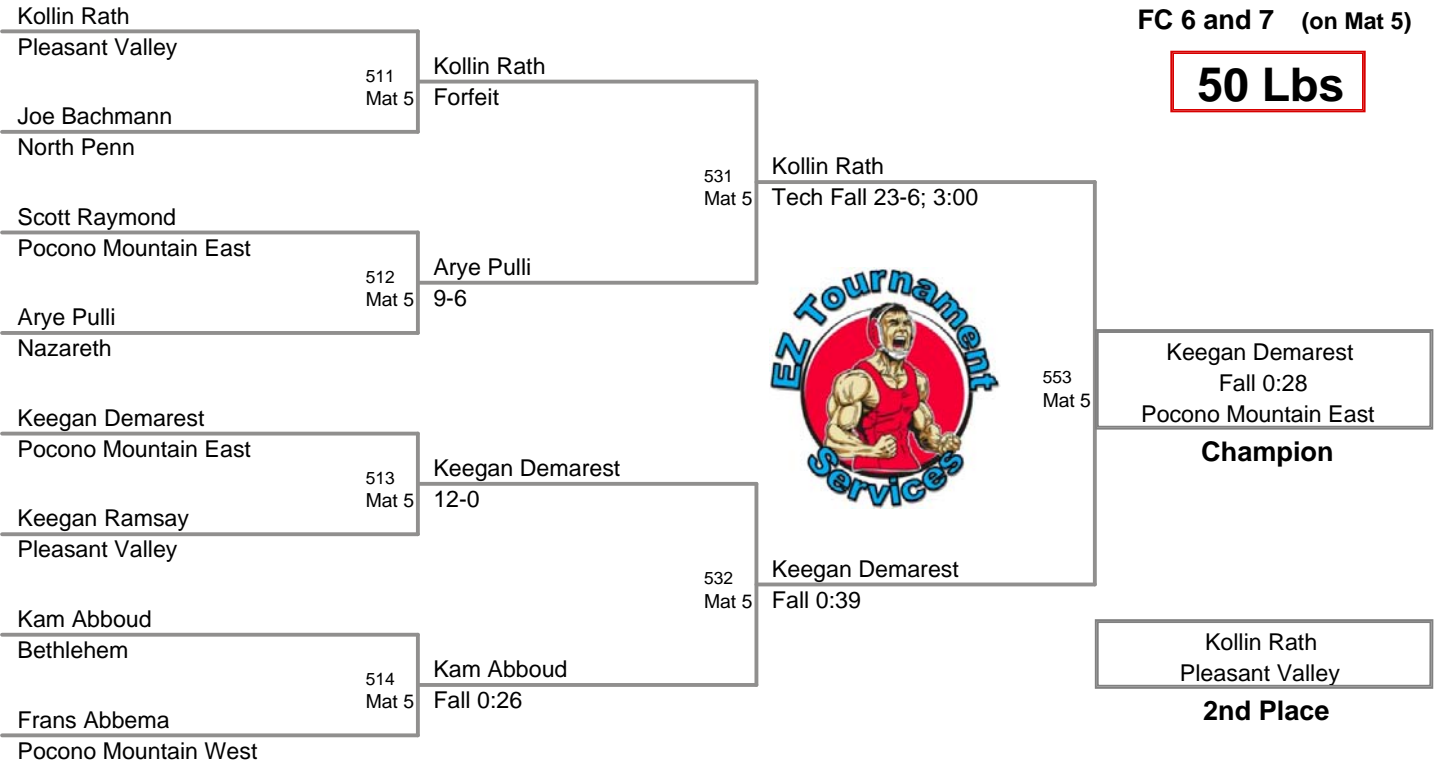 FC 6 and 7 (on Mat 5)
50 Lbs
Kollin Rath
Pleasant Valley
511
Mat 5
Joe Bachmann
North Penn
Kollin Rath
Forfeit
Scott Raymond
Pocono Mountain East
512
Mat 5
Arye Pulli
Nazareth
Arye Pulli
9-6
531
Mat 5
Kollin Rath
Tech Fall 23-6; 3:00
Keegan Demarest
Pocono Mountain East
513
Mat 5
Keegan Ramsay
Pleasant Valley
Keegan Demarest
12-0
Kam Abboud
Bethlehem
514
Mat 5
Frans Abbema
Pocono Mountain West
Kam Abboud
Fall 0:26
532
Mat 5
Keegan Demarest
Fall 0:39
EZ Tournament
Services
553
Mat 5
Keegan Demarest
Fall 0:28
Pocono Mountain East
Champion
Kollin Rath
Pleasant Valley
2nd Place